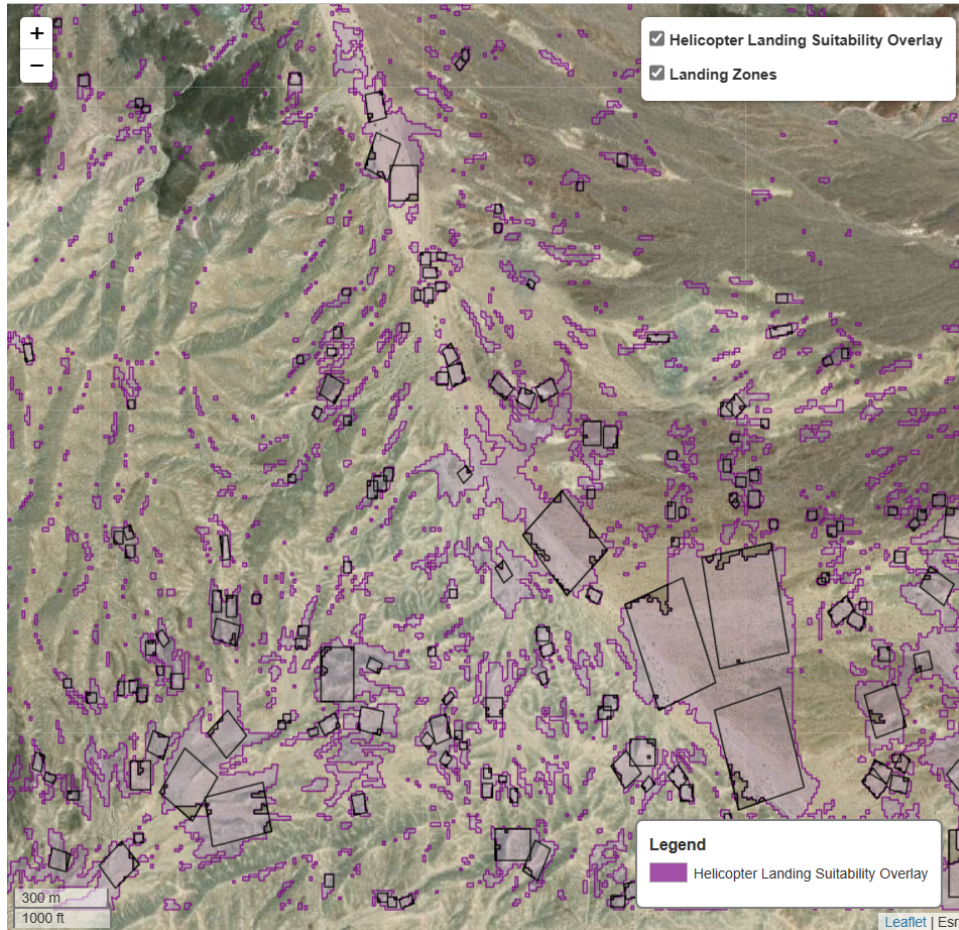 +
Helicopter Landing Suitability Overlay
−
Landing Zones
Legend
Helicopter Landing Suitability Overlay
300 m
1000 ft
Leaflet | Esr